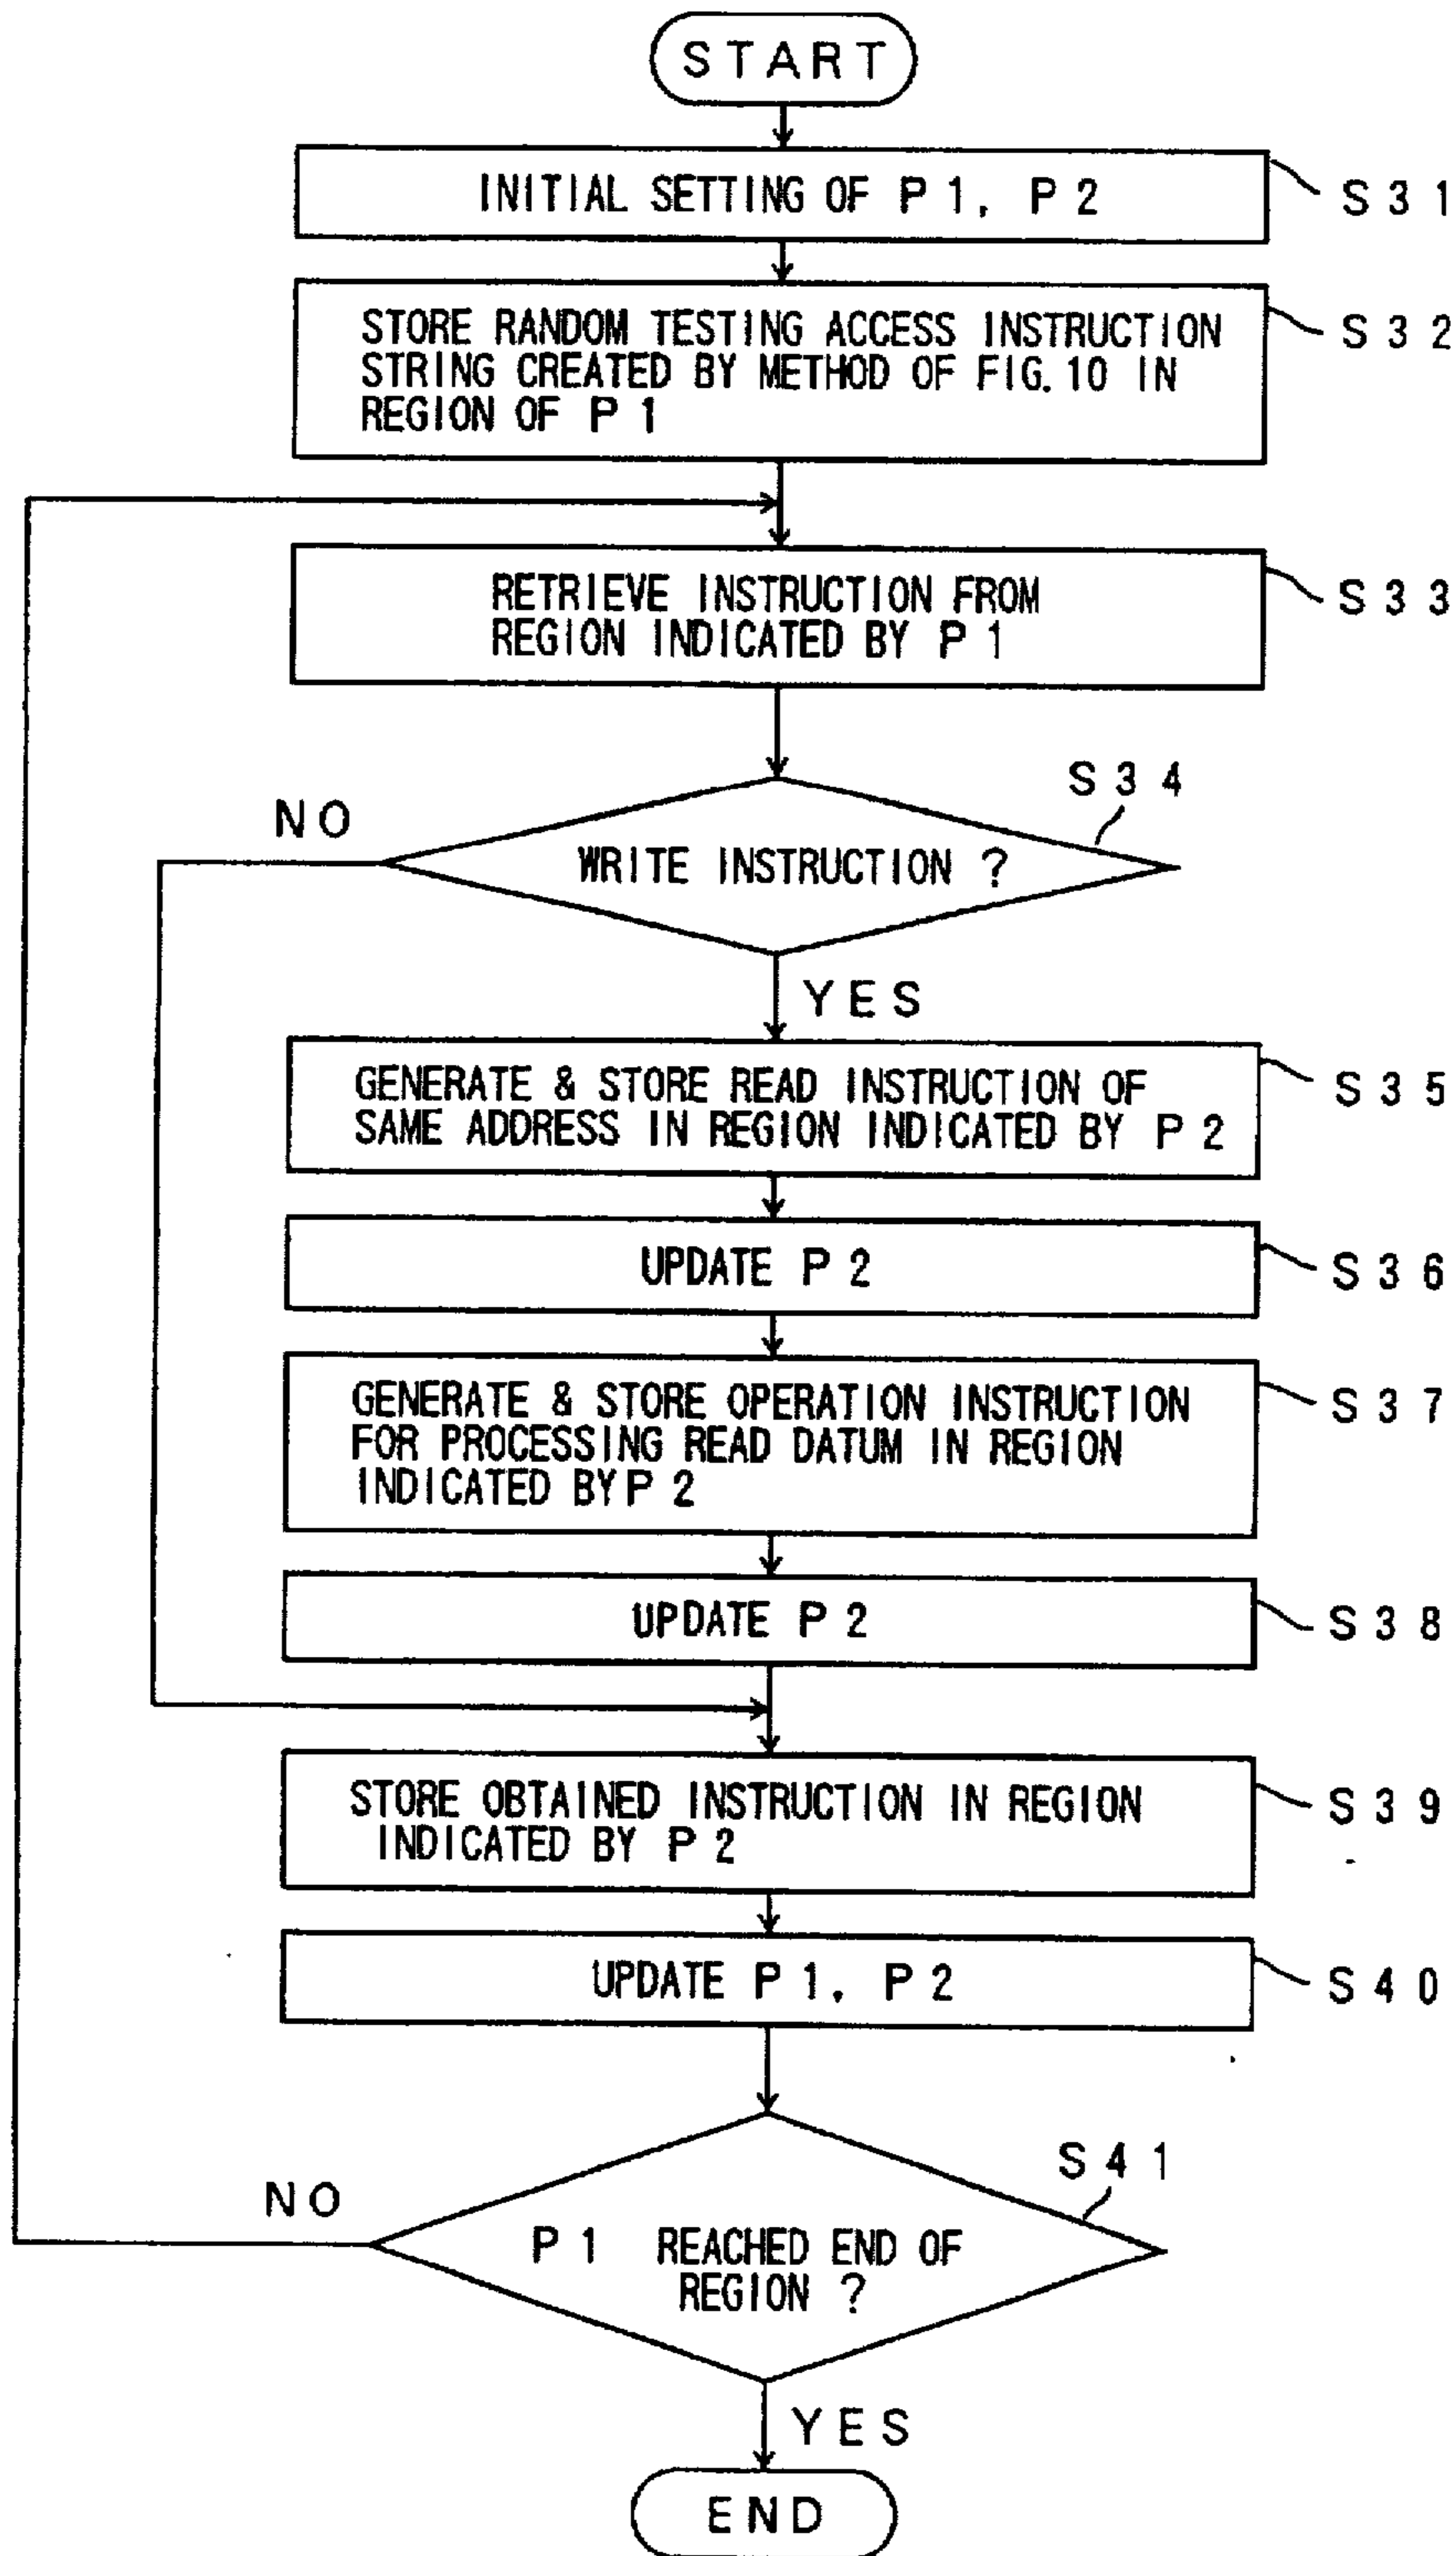 START
INITIAL SETTING OF P1, P2
S31
STORE RANDOM TESTING ACCESS INSTRUCTION
STRING CREATED BY METHOD OF FIG.10 IN
REGION OF P1
S32
RETRIEVE INSTRUCTION FROM
REGION INDICATED BY P1
S33
S34
NO
WRITE INSTRUCTION ?
YES
GENERATE & STORE READ INSTRUCTION OF
SAME ADDRESS IN REGION INDICATED BY P2
S35
UPDATE P2
S36
GENERATE & STORE OPERATION INSTRUCTION
FOR PROCESSING READ DATUM IN REGION
INDICATED BY P2
S37
UPDATE P2
S38
STORE OBTAINED INSTRUCTION IN REGION
INDICATED BY P2
S39
UPDATE P1, P2
S40
S41
NO
P1 REACHED END OF
REGION ?
YES
END